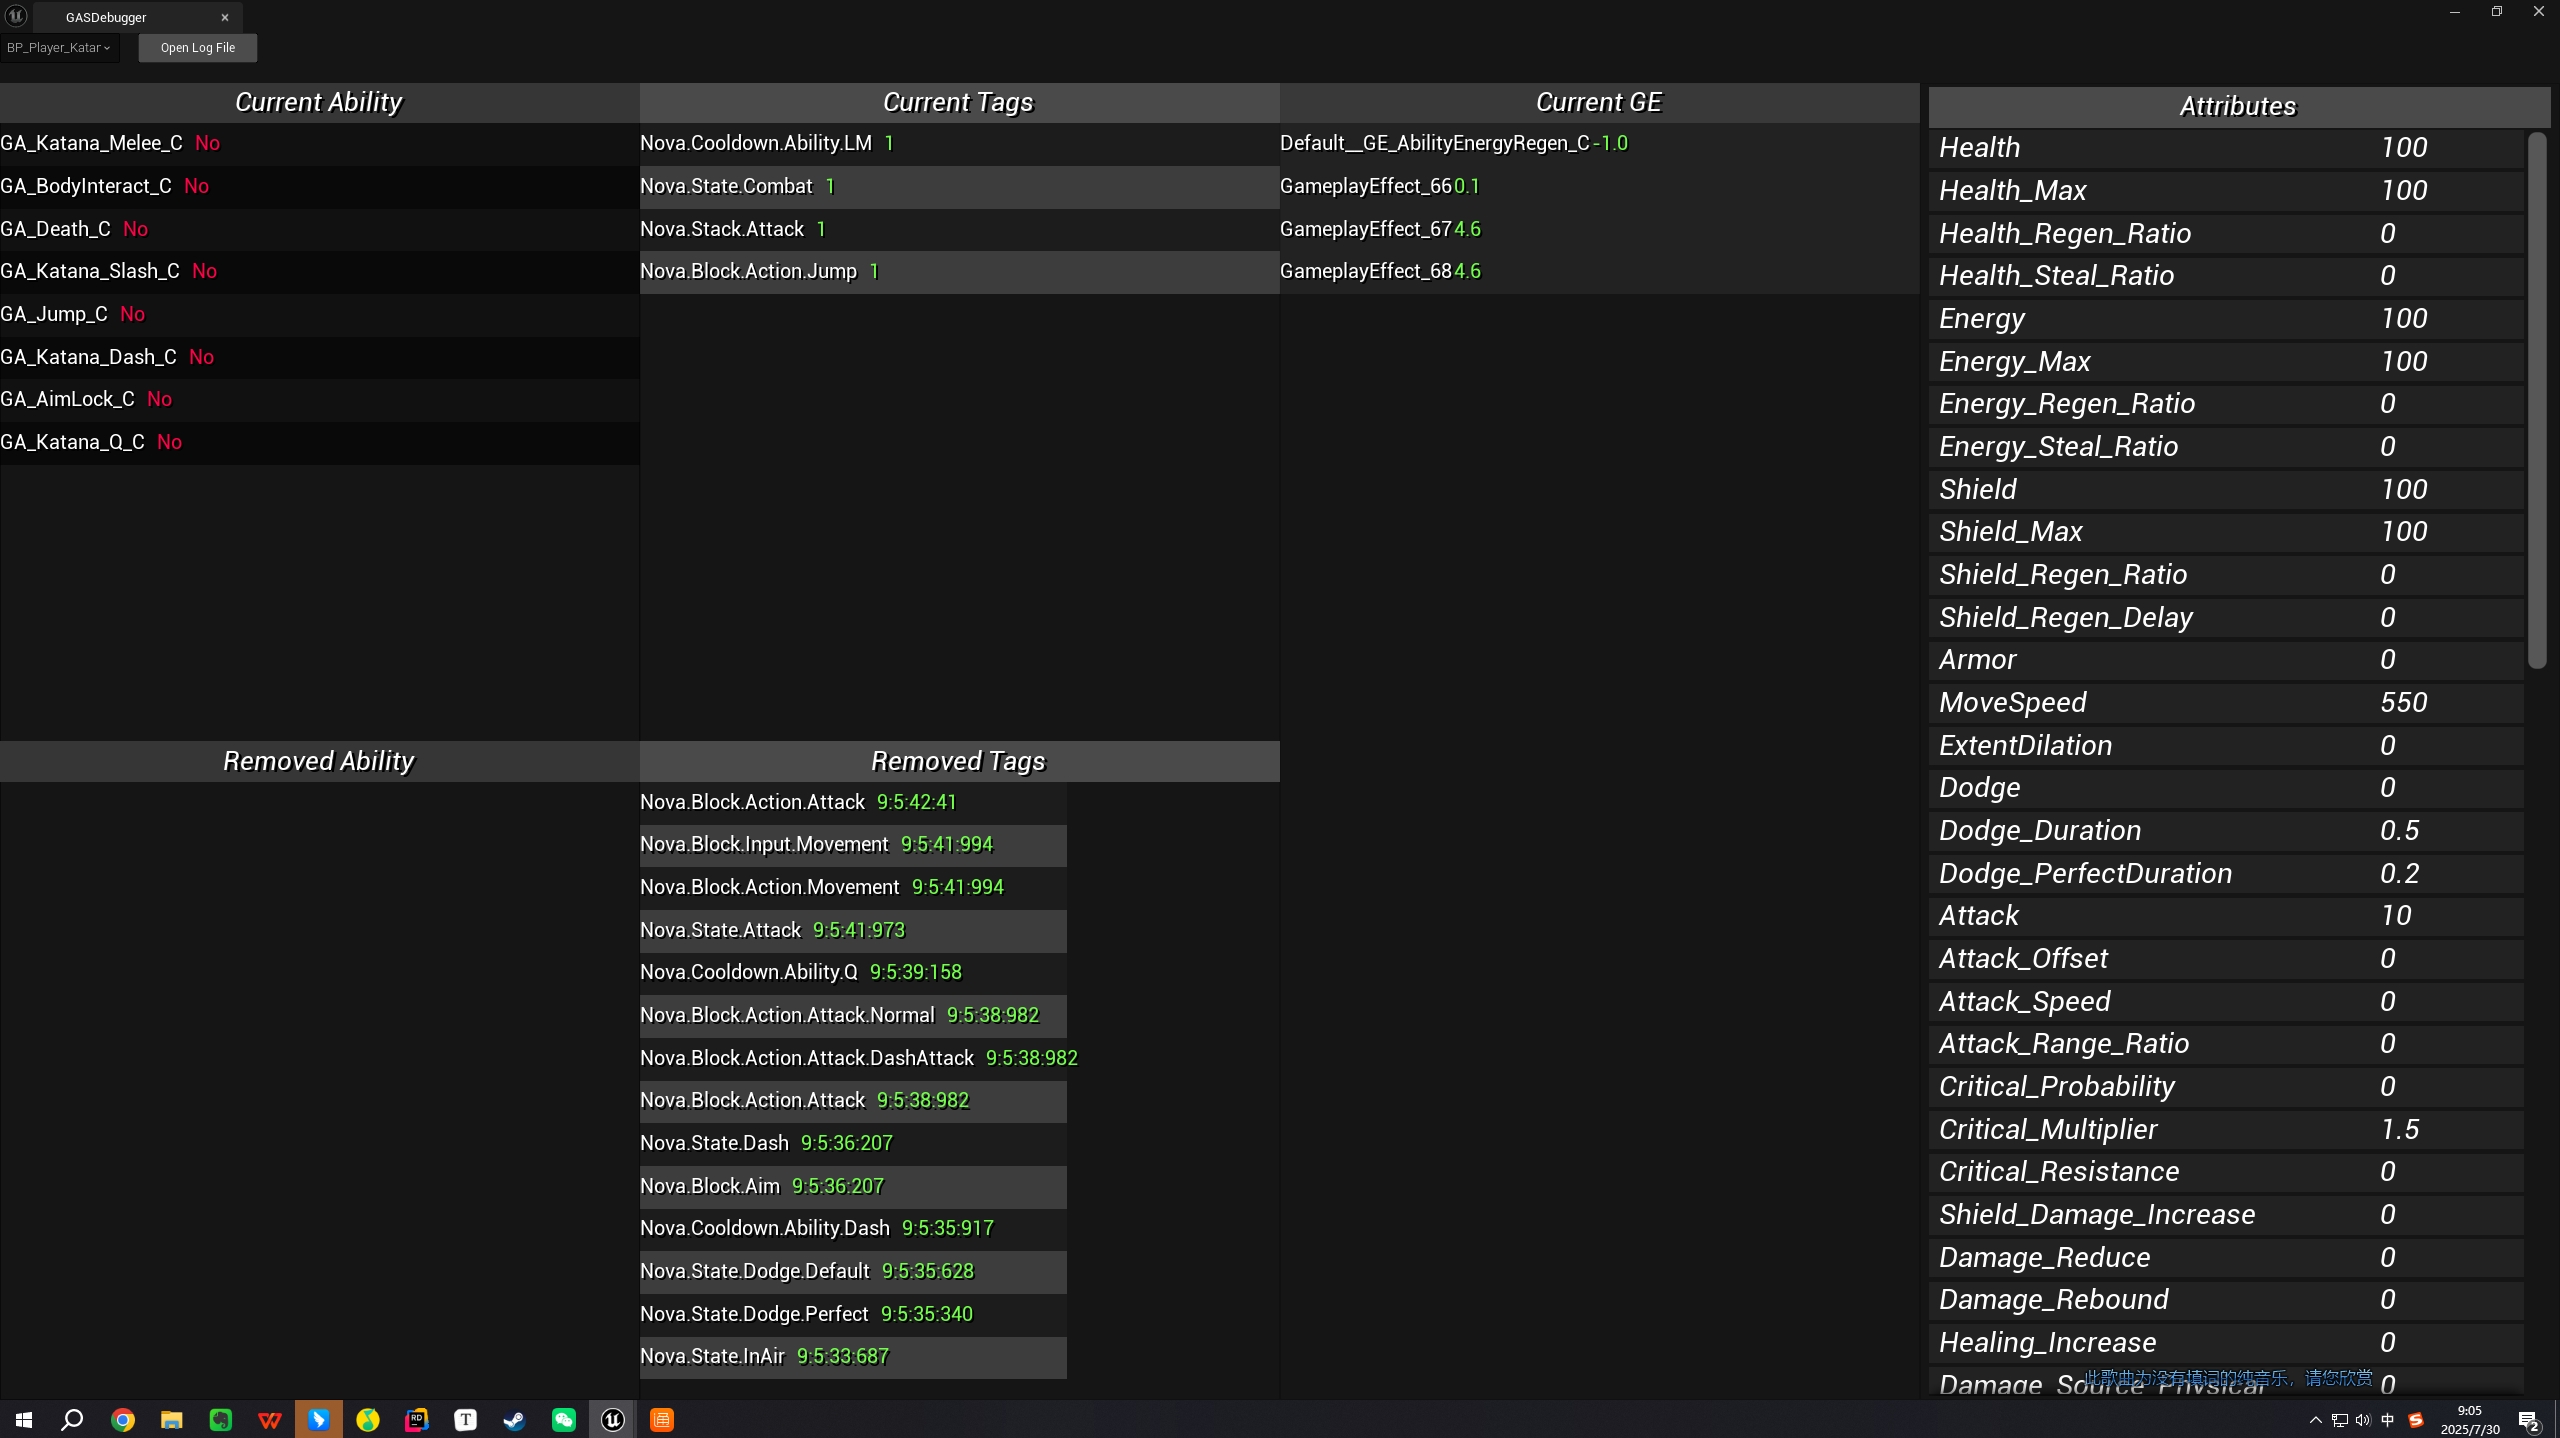 GASDebugger
BP_Player_Katar
Open Log File
Current Ability
GA_Katana_Melee_C No
GA_BodyInteract_C No
GA_Death_C No
GA_Katana_Slash_C No
GA_Jump_C No
GA_Katana_Dash_C No
GA_AimLock_C No
GA_Katana_Q_C No
Removed Ability
Current Tags
Nova.Cooldown.Ability.LM 1
Nova.State.Combat 1
Nova.Stack.Attack 1
Nova.Block.Action.Jump 1
Removed Tags
Nova.Block.Action.Attack 9:5:42:41
Nova.Block.Input.Movement 9:5:41:994
Nova.Block.Action.Movement 9:5:41:994
Nova.State.Attack 9:5:41:973
Nova.Cooldown.Ability.Q 9:5:39:158
Nova.Block.Action.Attack.Normal 9:5:38:982
Nova.Block.Action.Attack.DashAttack 9:5:38:982
Nova.Block.Action.Attack 9:5:38:982
Nova.State.Dash 9:5:36:207
Nova.Block.Aim 9:5:36:207
Nova.Cooldown.Ability.Dash 9:5:35:917
Nova.State.Dodge.Default 9:5:35:628
Nova.State.Dodge.Perfect 9:5:35:340
Nova.State.InAir 9:5:33:687
Current GE
Default__GE_AbilityEnergyRegen_C -1.0
GameplayEffect_66 0.1
GameplayEffect_67 4.6
GameplayEffect_68 4.6
Attributes
Health 100
Health_Max 100
Health_Regen_Ratio 0
Health_Steal_Ratio 0
Energy 100
Energy_Max 100
Energy_Regen_Ratio 0
Energy_Steal_Ratio 0
Shield 100
Shield_Max 100
Shield_Regen_Ratio 0
Shield_Regen_Delay 0
Armor 0
MoveSpeed 550
ExtentDilation 0
Dodge 0
Dodge_Duration 0.5
Dodge_PerfectDuration 0.2
Attack 10
Attack_Offset 0
Attack_Speed 0
Attack_Range_Ratio 0
Critical_Probability 0
Critical_Multiplier 1.5
Critical_Resistance 0
Shield_Damage_Increase 0
Damage_Reduce 0
Damage_Rebound 0
Healing_Increase 0
Damage_Source_Physical 0
此歌曲为没有填词的纯音乐，请您欣赏
RD
T
中
9:05
2025/7/30
2